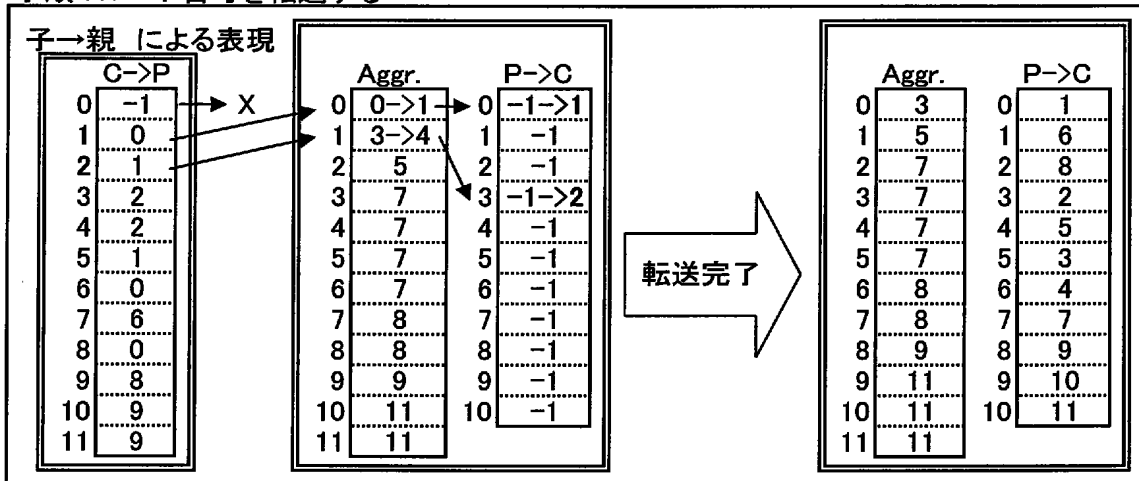 番号を転送する
子→親 による表現
C->P Aggr. P->C Aggr. P->C
0 -1 X 0 0->1 0 -1->1 0 3 0 1
1 0 1 3->4 1 -1 1 5 1 6
2 1 2 5 2 -1 2 7 2 8
3 2 3 7 3 -1->2 3 7 3 2
4 2 4 7 4 -1 4 7 4 5
5 1 5 7 5 -1 転送完了 5 7 5 3
6 0 6 7 6 -1 6 8 6 4
7 6 7 8 7 -1 7 8 7 7
8 0 8 8 8 -1 8 9 8 9
9 8 9 9 9 -1 9 11 9 10
10 9 10 11 10 -1 10 11 10 11
11 9 11 11 11 11